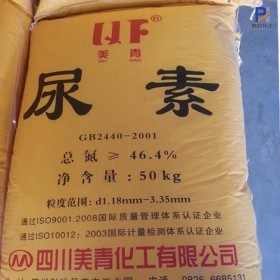 QF®
美青
尿素
GB2440-2001
总氮≥46.4%
净含量:50kg
粒度范围:d1.18mm-3.35mm
通过ISO9001:2008国际质量管理体系认证企业
通过ISO10012:2003国际计量检测体系认证企业
四川美青化工有限公司
0825-6685131